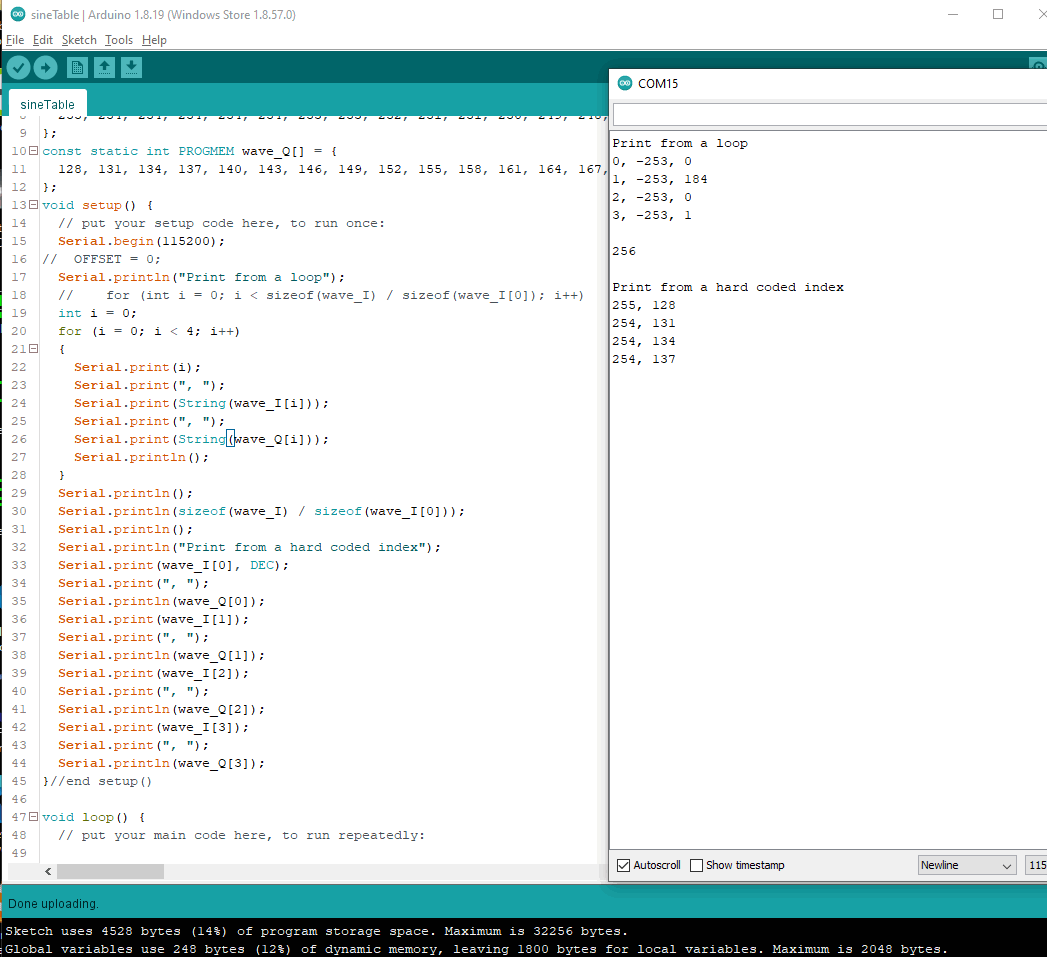 sineTable | Arduino 1.8.19 (Windows Store 1.8.57.0)
File Edit Sketch Tools Help
sineTable
9 };
10 const static int PROGMEM wave_Q[] = {
11 128, 131, 134, 137, 140, 143, 146, 149, 152, 155, 158, 161, 164, 167,
12 };
13 void setup() {
14 // put your setup code here, to run once:
15 Serial.begin(115200);
16 // OFFSET = 0;
17 Serial.println("Print from a loop");
18 // for (int i = 0; i < sizeof(wave_I) / sizeof(wave_I[0]); i++)
19 int i = 0;
20 for (i = 0; i < 4; i++)
21 {
22 Serial.print(i);
23 Serial.print(", ");
24 Serial.print(String(wave_I[i]));
25 Serial.print(", ");
26 Serial.print(String(wave_Q[i]));
27 Serial.println();
28 }
29 Serial.println();
30 Serial.println(sizeof(wave_I) / sizeof(wave_I[0]));
31 Serial.println();
32 Serial.println("Print from a hard coded index");
33 Serial.print(wave_I[0], DEC);
34 Serial.print(", ");
35 Serial.println(wave_Q[0]);
36 Serial.print(wave_I[1]);
37 Serial.print(", ");
38 Serial.println(wave_Q[1]);
39 Serial.print(wave_I[2]);
40 Serial.print(", ");
41 Serial.println(wave_Q[2]);
42 Serial.print(wave_I[3]);
43 Serial.print(", ");
44 Serial.println(wave_Q[3]);
45 }//end setup()
46
47 void loop() {
48 // put your main code here, to run repeatedly:
49
COM15
Print from a loop
0, -253, 0
1, -253, 184
2, -253, 0
3, -253, 1
256
Print from a hard coded index
255, 128
254, 131
254, 134
254, 137
Autoscroll Show timestamp
Newline
115
Done uploading.
Sketch uses 4528 bytes (14%) of program storage space. Maximum is 32256 bytes.
Global variables use 248 bytes (12%) of dynamic memory, leaving 1800 bytes for local variables. Maximum is 2048 bytes.